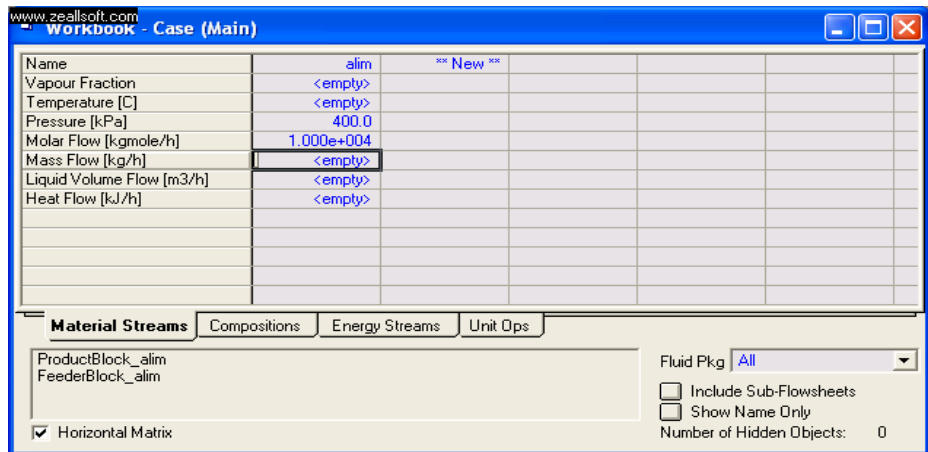 www.zeallsoft.com
Workbook - Case (Main)
Name alim ** New **
Vapour Fraction <empty>
Temperature [C] <empty>
Pressure [kPa] 400.0
Molar Flow [kgmole/h] 1.000e+004
Mass Flow [kg/h] <empty>
Liquid Volume Flow [m3/h] <empty>
Heat Flow [kJ/h] <empty>
Material Streams Compositions Energy Streams Unit Ops
ProductBlock_alim
FeederBlock_alim
Fluid Pkg All
Include Sub-Flowsheets
Show Name Only
Horizontal Matrix
Number of Hidden Objects: 0